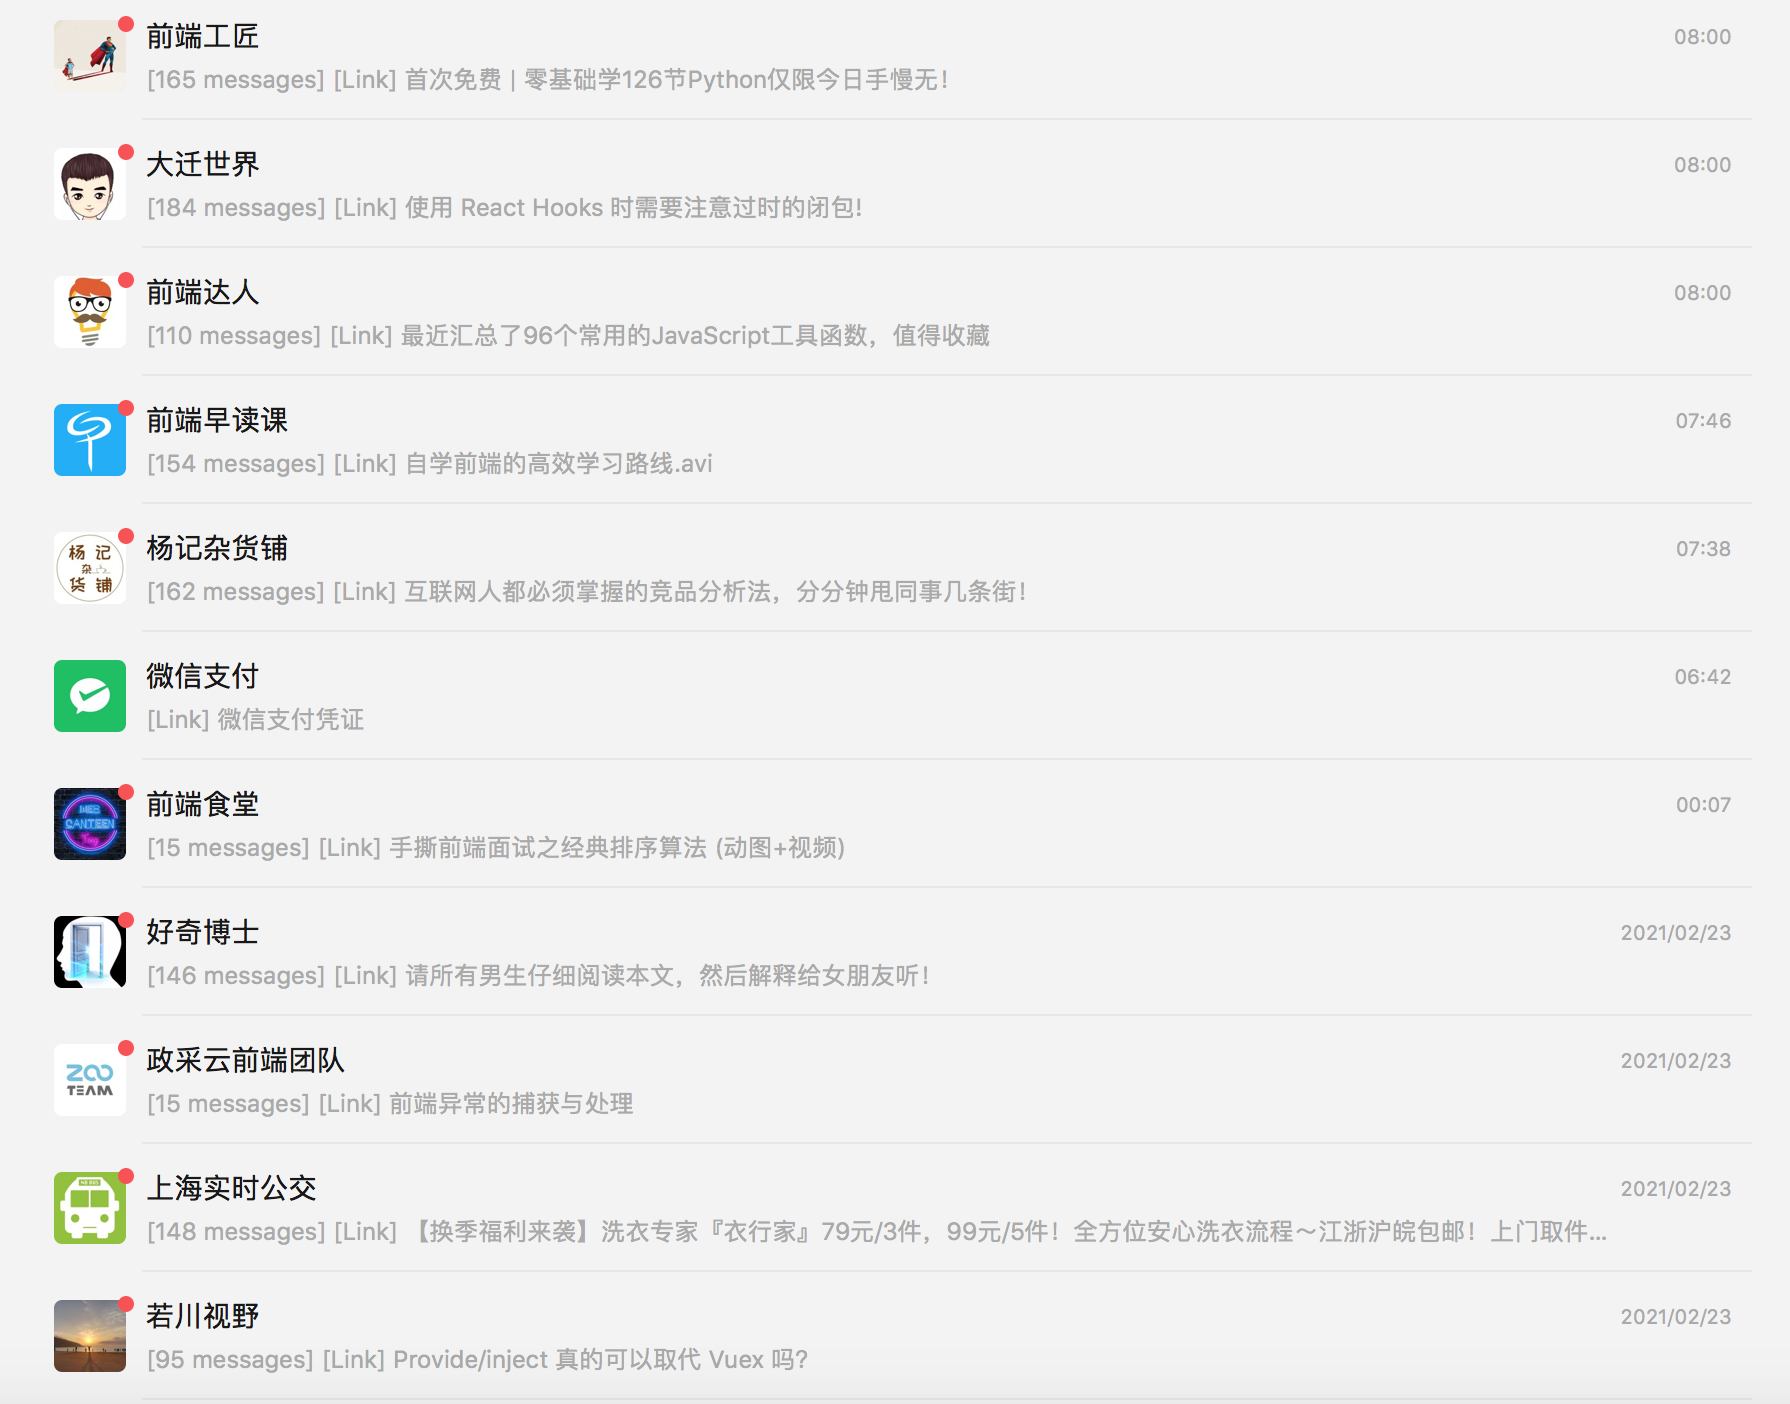 前端工匠
08:00
[165 messages] [Link] 首次免费 | 零基础学126节Python仅限今日手慢无！
大迁世界
08:00
[184 messages] [Link] 使用 React Hooks 时需要注意过时的闭包!
前端达人
08:00
[110 messages] [Link] 最近汇总了96个常用的JavaScript工具函数，值得收藏
前端早读课
07:46
[154 messages] [Link] 自学前端的高效学习路线.avi
杨记
杂
货铺
杨记杂货铺
07:38
[162 messages] [Link] 互联网人都必须掌握的竞品分析法，分分钟甩同事几条街！
微信支付
06:42
[Link] 微信支付凭证
WEB
CANTEEN
前端食堂
00:07
[15 messages] [Link] 手撕前端面试之经典排序算法 (动图+视频)
好奇博士
2021/02/23
[146 messages] [Link] 请所有男生仔细阅读本文，然后解释给女朋友听！
ZOO
TEAM
政采云前端团队
2021/02/23
[15 messages] [Link] 前端异常的捕获与处理
上海实时公交
2021/02/23
[148 messages] [Link] 【换季福利来袭】洗衣专家『衣行家』79元/3件，99元/5件！全方位安心洗衣流程～江浙沪皖包邮！上门取件...
若川视野
2021/02/23
[95 messages] [Link] Provide/inject 真的可以取代 Vuex 吗?